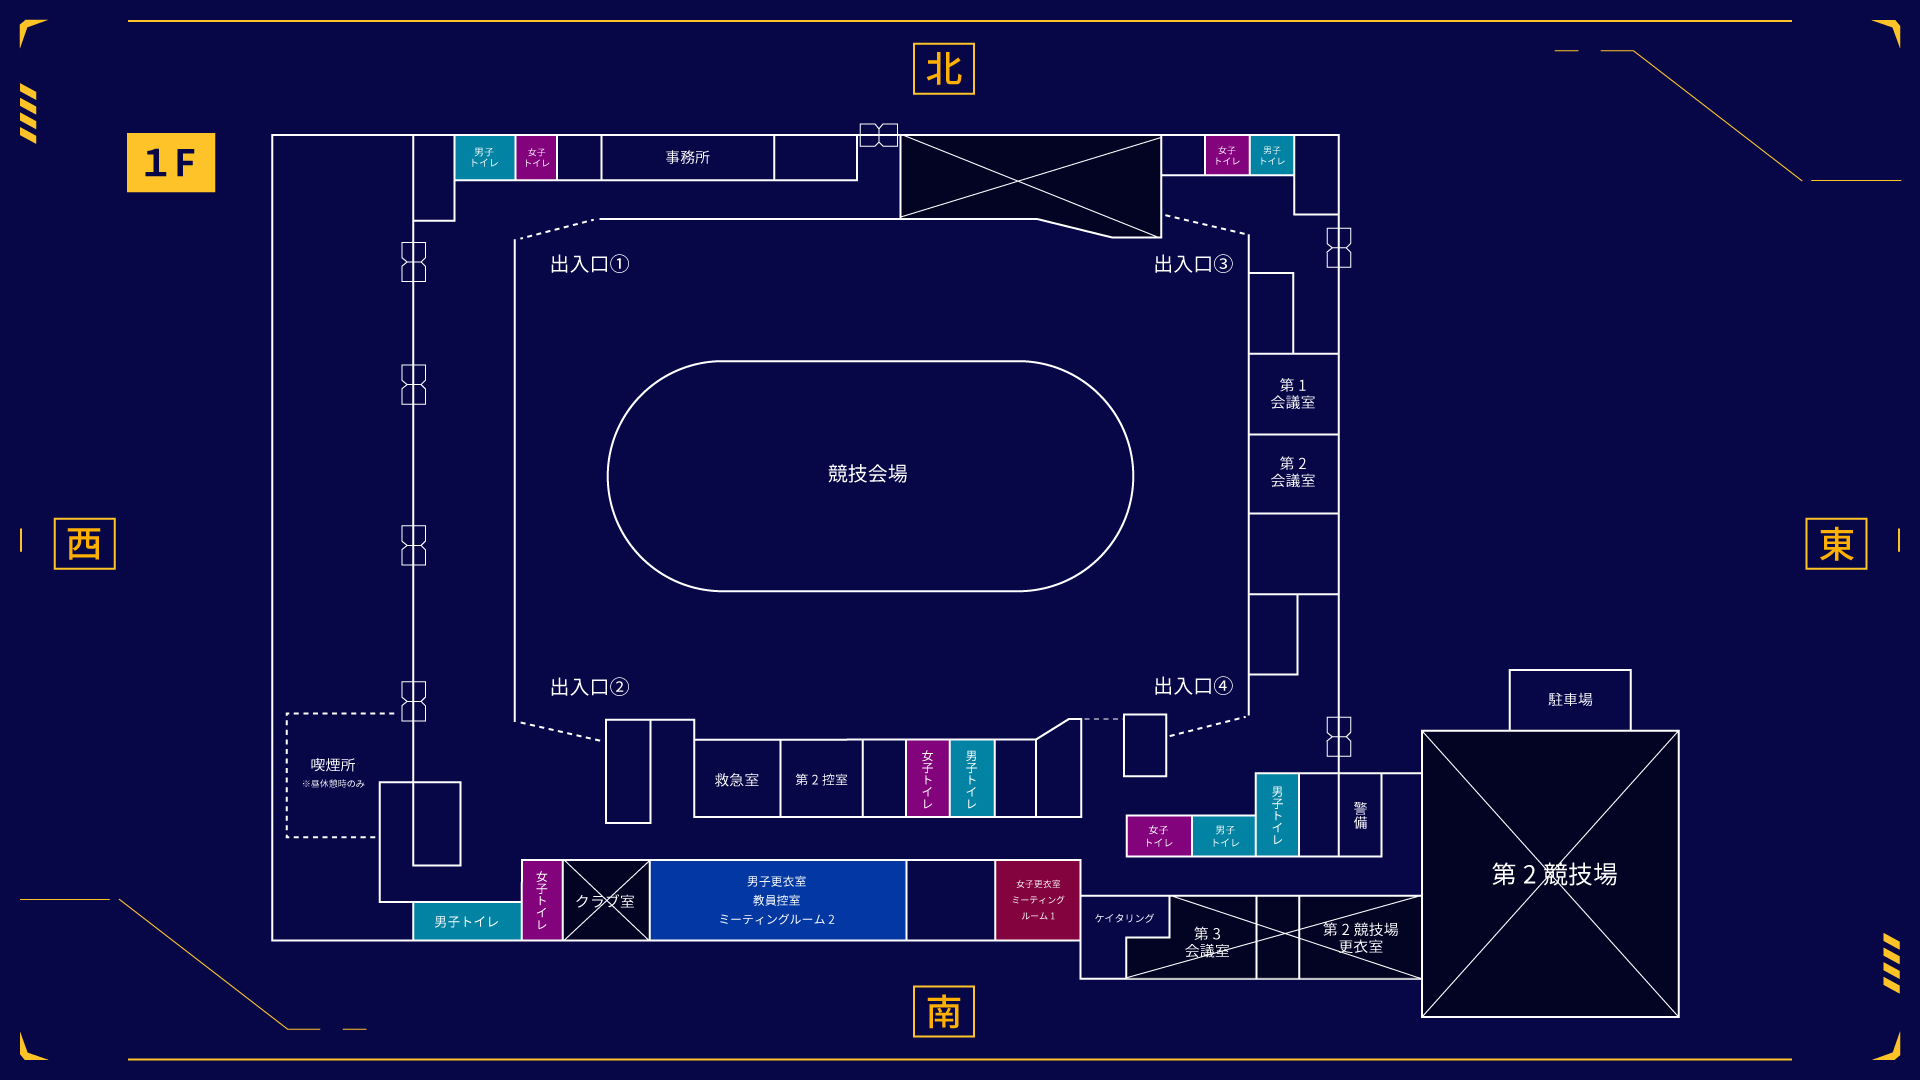 北
1F
男子
トイレ
女子
トイレ
事務所
女子
トイレ
男子
トイレ
出入口①
出入口③
第 1
会議室
競技会場
第 2
会議室
西
東
出入口②
出入口④
駐車場
喫煙所
※昼休憩時のみ
救急室
第 2 控室
女子トイレ
男子トイレ
男子トイレ
警備
女子
トイレ
男子
トイレ
第 2 競技場
男子トイレ
女子トイレ
クラブ室
男子更衣室
教員控室
ミーティングルーム 2
女子更衣室
ミーティング
ルーム 1
ケイタリング
第 3
会議室
第 2 競技場
更衣室
南